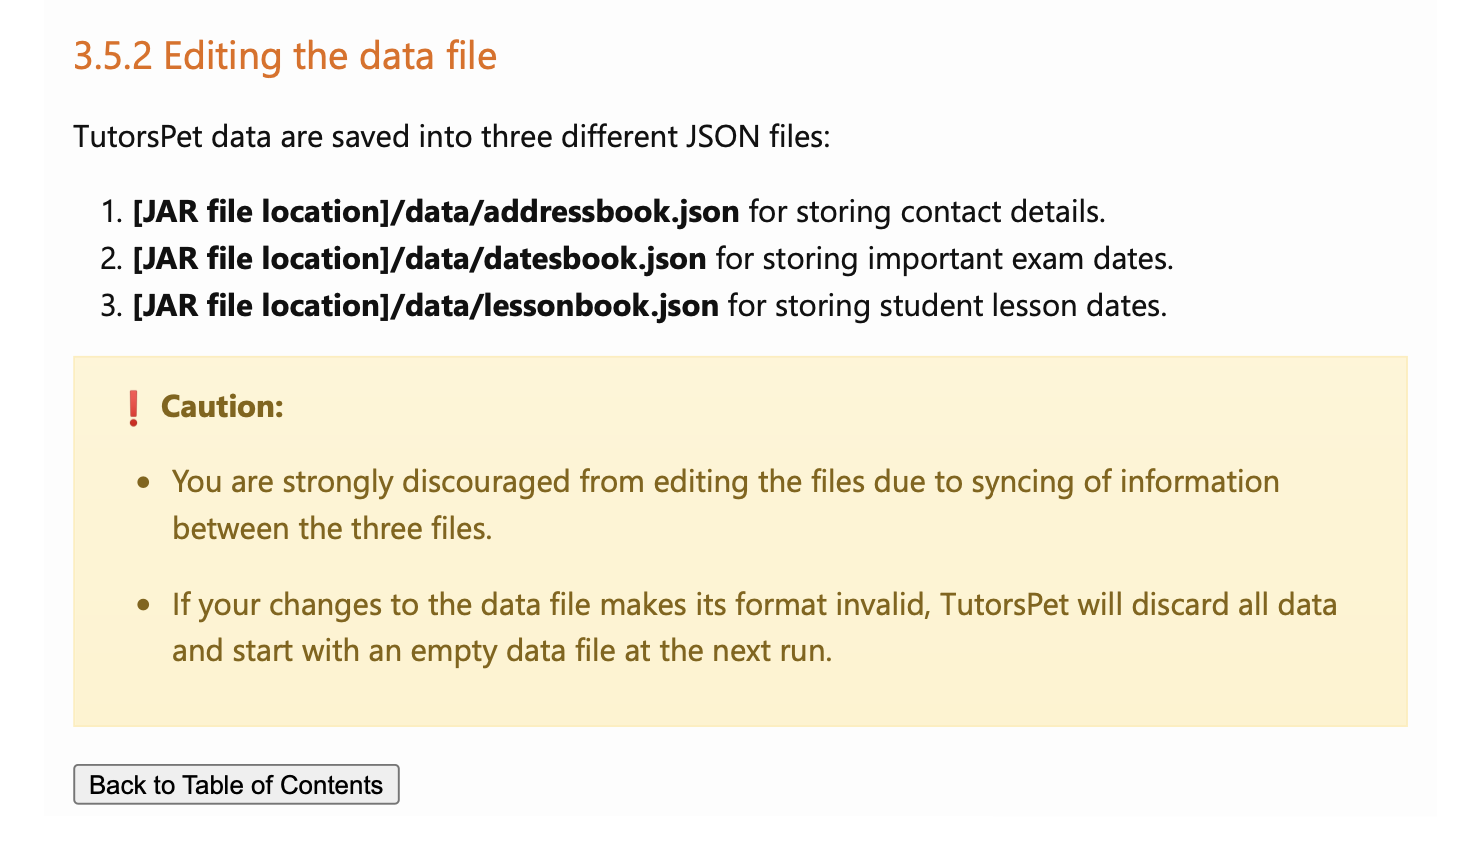 3.5.2 Editing the data file
TutorsPet data are saved into three different JSON files:
1. [JAR file location]/data/addressbook.json for storing contact details.
2. [JAR file location]/data/datesbook.json for storing important exam dates.
3. [JAR file location]/data/lessonbook.json for storing student lesson dates.
❗ Caution:
• You are strongly discouraged from editing the files due to syncing of information
between the three files.
• If your changes to the data file makes its format invalid, TutorsPet will discard all data
and start with an empty data file at the next run.
Back to Table of Contents